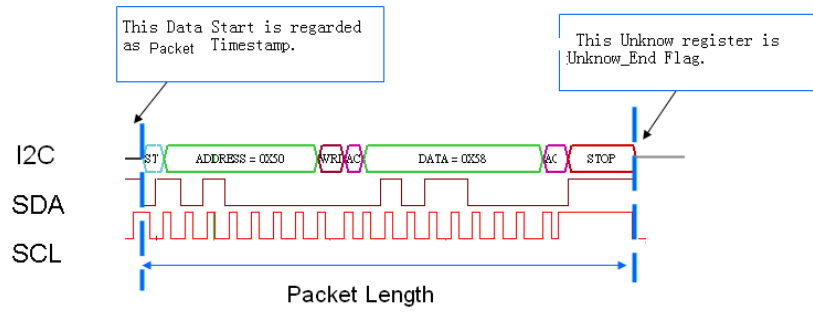 This Data Start is regarded
as Packet Timestamp.
This Unknow register is
Unknow_End Flag.
I2C
ST
ADDRESS = 0X50
WRI
AC
DATA = 0X58
AC
STOP
SDA
SCL
Packet Length